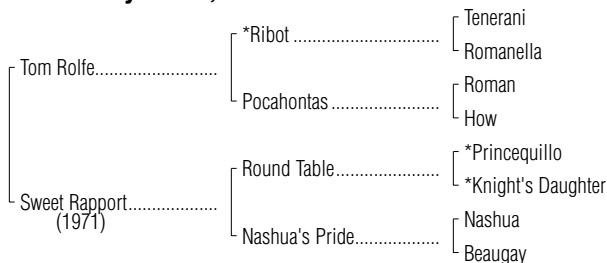 Tenerani
*Ribot
Romanella
Tom Rolfe
Roman
Pocahontas
How
*Princequillo
Round Table
*Knight's Daughter
Sweet Rapport
(1971)
Nashua
Nashua's Pride
Beaugay